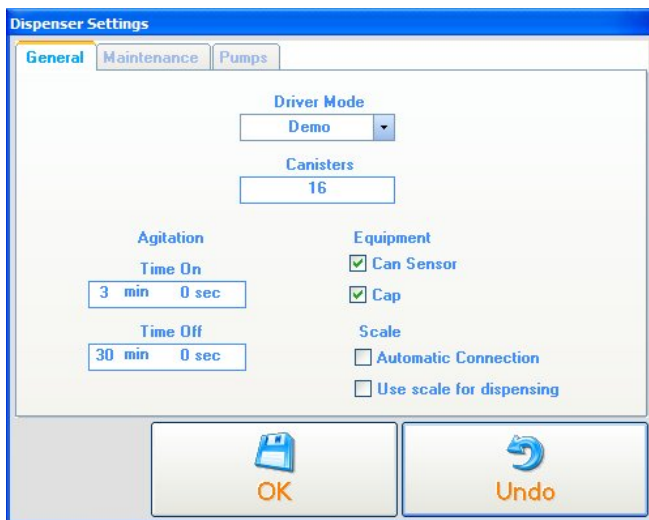 Dispenser Settings
General Maintenance Pumps
Driver Mode
Demo
Canisters
16
Agitation
Time On
3 min 0 sec
Time Off
30 min 0 sec
Equipment
Can Sensor
Cap
Scale
Automatic Connection
Use scale for dispensing
OK
Undo